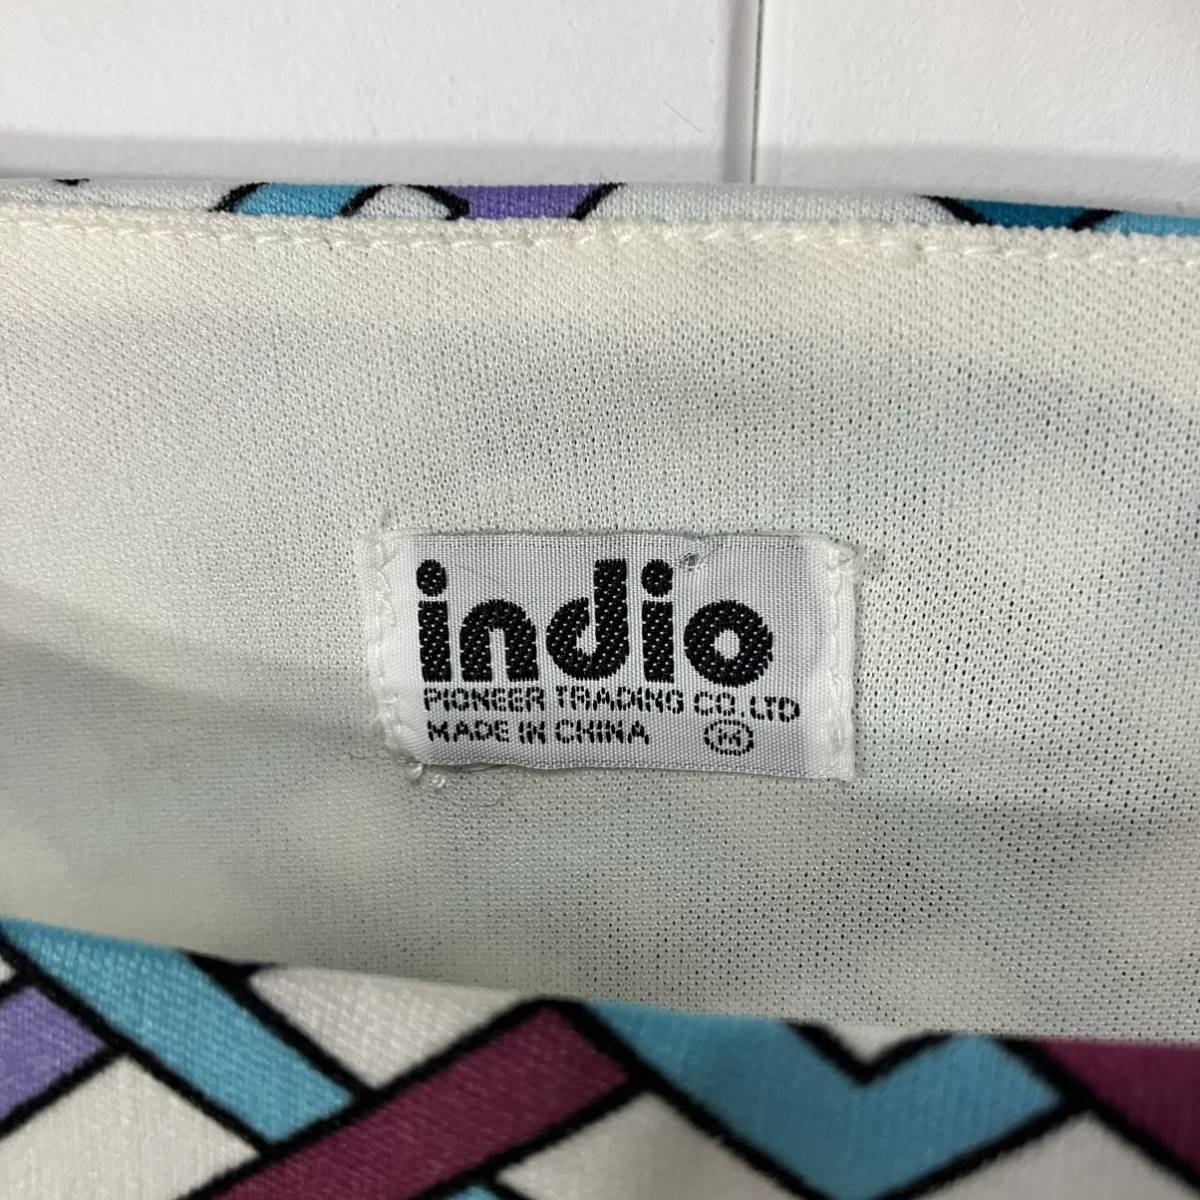 indio
PIONEER TRADING CO.LTD
MADE IN CHINA